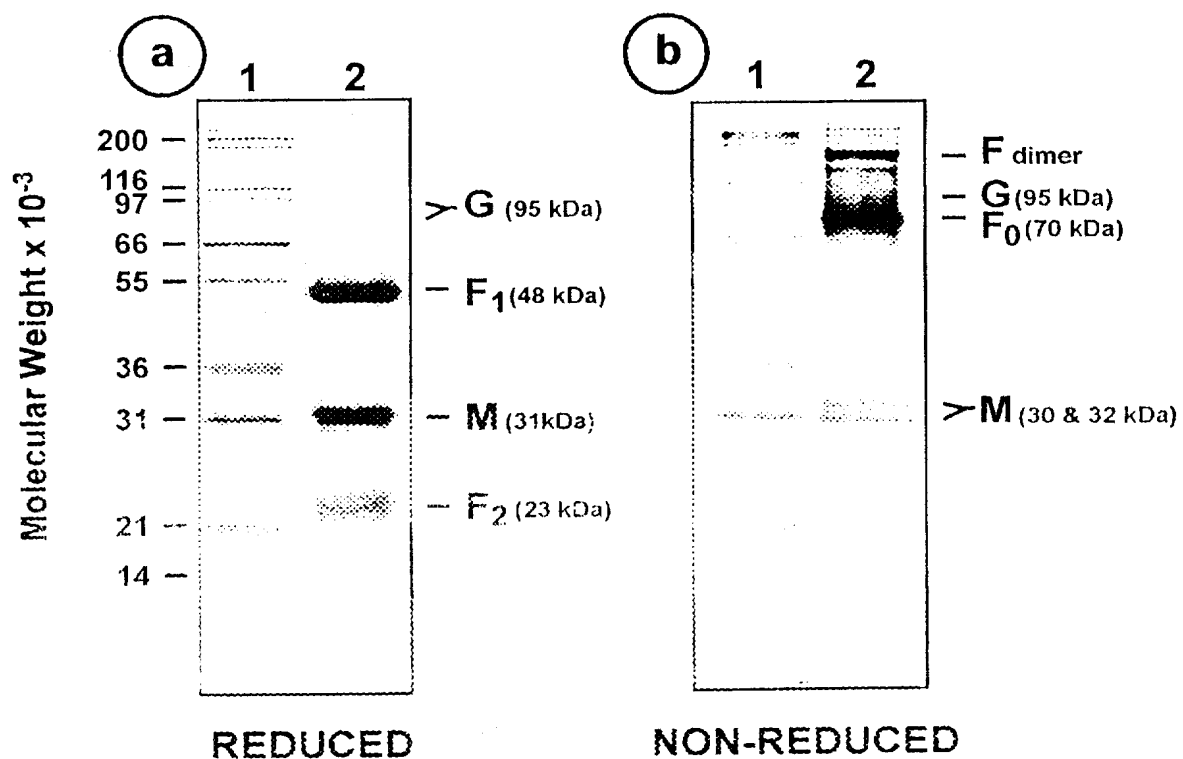 a
1 2
200
116
97
66
55
36
31
21
14
Molecular Weight x 10-3
G (95 kDa)
F1 (48 kDa)
M (31kDa)
F2 (23 kDa)
REDUCED
b
1 2
F dimer
G (95 kDa)
F0 (70 kDa)
M (30 & 32 kDa)
NON-REDUCED